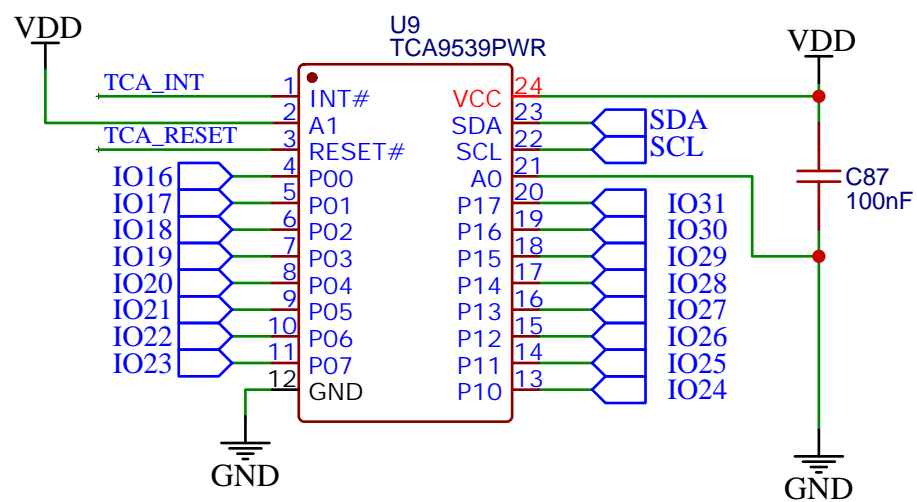 U9
TCA9539PWR
VDD
VDD
TCA_INT
1
INT#
VCC
24
2
A1
SDA
23
SDA
TCA_RESET
3
RESET#
SCL
22
SCL
IO16
4
P00
A0
21
C87
100nF
IO17
5
P01
P17
20
IO31
IO18
6
P02
P16
19
IO30
IO19
7
P03
P15
18
IO29
IO20
8
P04
P14
17
IO28
IO21
9
P05
P13
16
IO27
IO22
10
P06
P12
15
IO26
IO23
11
P07
P11
14
IO25
12
GND
P10
13
IO24
GND
GND